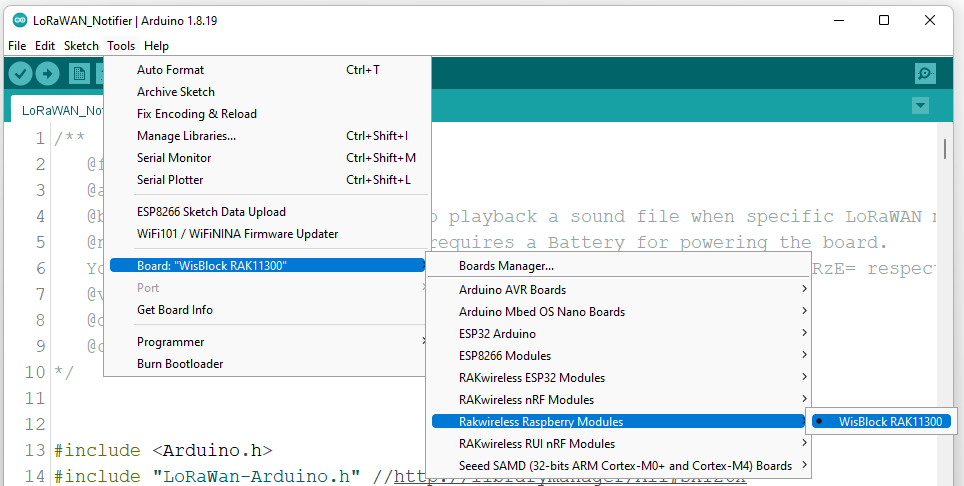 LoRaWAN_Notifier | Arduino 1.8.19
File Edit Sketch Tools Help
LoRaWAN_Not
Auto Format Ctrl+T
Archive Sketch
Fix Encoding & Reload
Manage Libraries... Ctrl+Shift+I
Serial Monitor Ctrl+Shift+M
Serial Plotter Ctrl+Shift+L
ESP8266 Sketch Data Upload
WiFi101 / WiFiNINA Firmware Updater
Board: "WisBlock RAK11300"
Port
Get Board Info
Programmer
Burn Bootloader
Boards Manager...
Arduino AVR Boards
Arduino Mbed OS Nano Boards
ESP32 Arduino
ESP8266 Modules
RAKwireless ESP32 Modules
RAKwireless nRF Modules
Rakwireless Raspberry Modules
RAKwireless RUI nRF Modules
Seeed SAMD (32-bits ARM Cortex-M0+ and Cortex-M4) Boards
WisBlock RAK11300
1 /**
2 @f
3 @a
4 @b o playback a sound file when specific LoRaWAN m
5 @n requires a Battery for powering the board.
6 Yo RzE= respec
7 @v
8 @d
9 @c
10 */
11
12
13 #include <Arduino.h>
14 #include "LoRaWan-Arduino.h" //